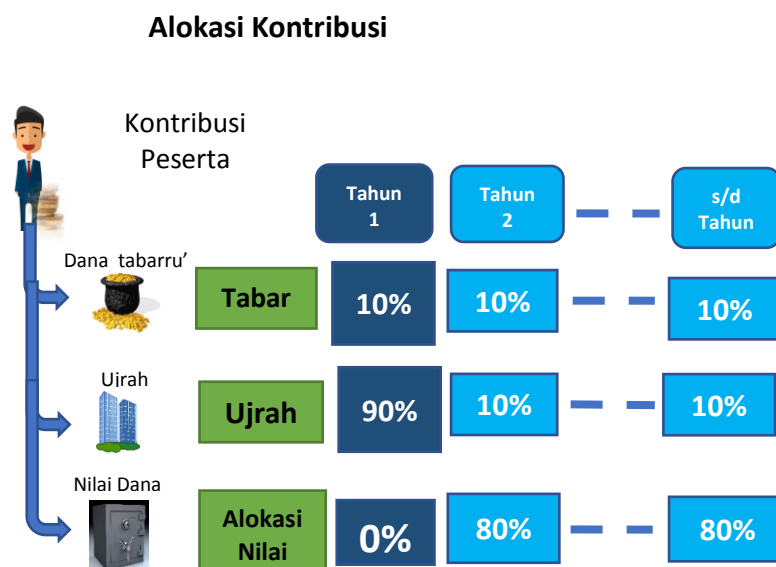 Alokasi Kontribusi
Kontribusi
Peserta
Tahun
1
Tahun
2
s/d
Tahun
Dana tabarru’
Tabar
10%
10%
10%
Ujrah
Ujrah
90%
10%
10%
Nilai Dana
Alokasi
Nilai
0%
80%
80%